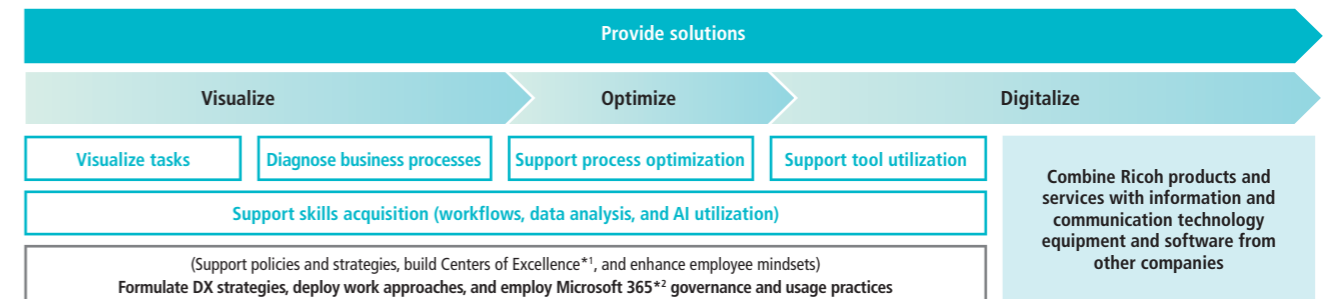 Provide solutions
Visualize
Optimize
Digitalize
Visualize tasks
Diagnose business processes
Support process optimization
Support tool utilization
Combine Ricoh products and
services with information and
communication technology
equipment and software from
other companies
Support skills acquisition (workflows, data analysis, and AI utilization)
(Support policies and strategies, build Centers of Excellence*1, and enhance employee mindsets)
Formulate DX strategies, deploy work approaches, and employ Microsoft 365*2 governance and usage practices